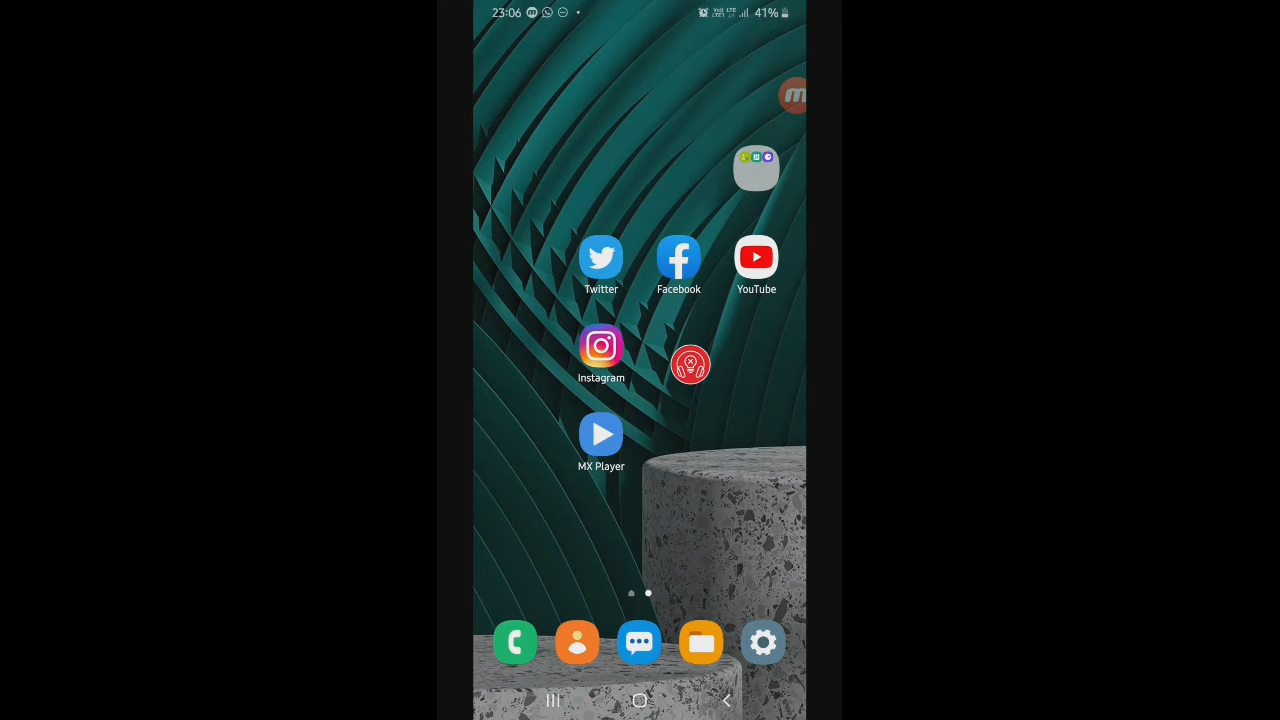 23:06
41%
Twitter
Facebook
YouTube
Instagram
MX Player